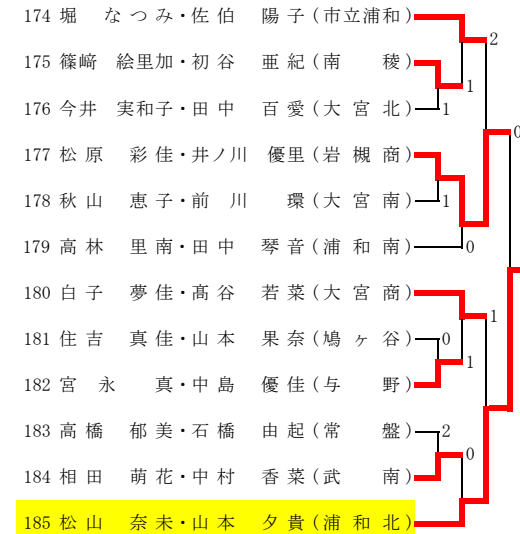 174 堀 なつみ・佐伯 陽子(市立浦和)
2
175 篠﨑 絵里加・初谷 亜紀(南 稜)
1
176 今井 実和子・田中 百愛(大宮北)
1
0
177 松原 彩佳・井ノ川 優里(岩槻商)
178 秋山 恵子・前川 環(大宮南)
1
179 高林 里南・田中 琴音(浦和南)
0
180 白子 夢佳・髙谷 若菜(大宮商)
1
181 住吉 真佳・山本 果奈(鳩ヶ谷)
0
1
182 宮永 真・中島 優佳(与野)
183 高橋 郁美・石橋 由起(常盤)
2
0
184 相田 萌花・中村 香菜(武南)
185 松山 奈未・山本 夕貴(浦和北)